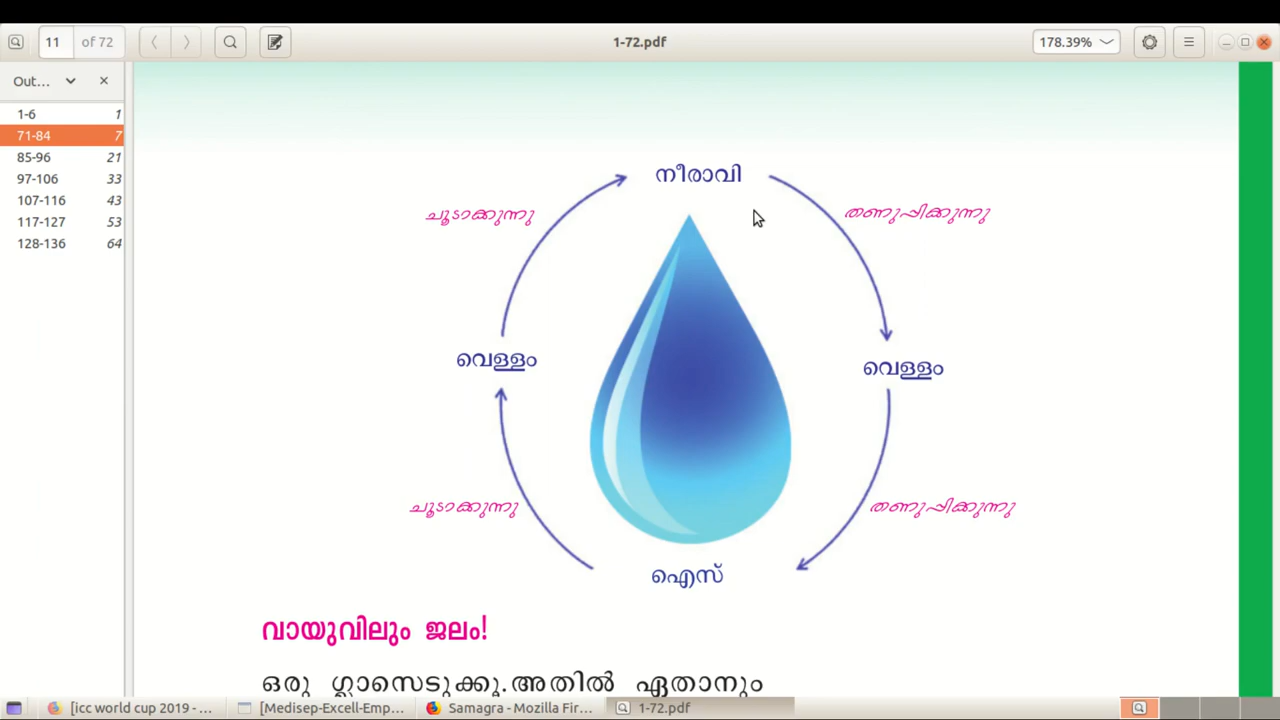 11 of 72
1-72.pdf
178.39%
Out...
1-6 1
71-84 7
85-96 21
97-106 33
107-116 43
117-127 53
128-136 64
നീരാവി
ചൂടാക്കുന്നു തണുപ്പിക്കുന്നു
വെള്ളം വെള്ളം
ചൂടാക്കുന്നു തണുപ്പിക്കുന്നു
ഐസ്
വായുവിലും ജലം!
ഒരു ഗ്ലാസെടുക്കൂ.അതിൽ ഏതാനും
[icc world cup 2019 - ... [Medisep-Excell-Emp... Samagra - Mozilla Fir... 1-72.pdf